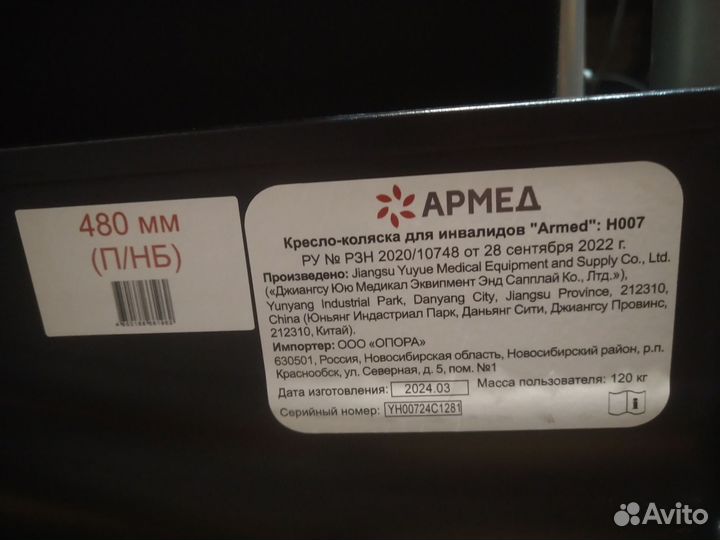 480 мм
(П/НБ)
АРМЕД
Кресло-коляска для инвалидов "Armed": H007
РУ № РЗН 2020/10748 от 28 сентября 2022 г.
Произведено: Jiangsu Yuyue Medical Equipment and Supply Co., Ltd.
(«Джиангсу Юю Медикал Эквипмент Энд Сапплай Ко., Лтд.»),
Yunyang Industrial Park, Danyang City, Jiangsu Province, 212310,
China (Юньянг Индастриал Парк, Даньянг Сити, Джиангсу Провинс,
212310, Китай).
Импортер: ООО «ОПОРА»
630501, Россия, Новосибирская область, Новосибирский район, р.п.
Краснообск, ул. Северная, д. 5, пом. №1
Дата изготовления: 2024.03 Масса пользователя: 120 кг
Серийный номер: YH00724C1281
Avito